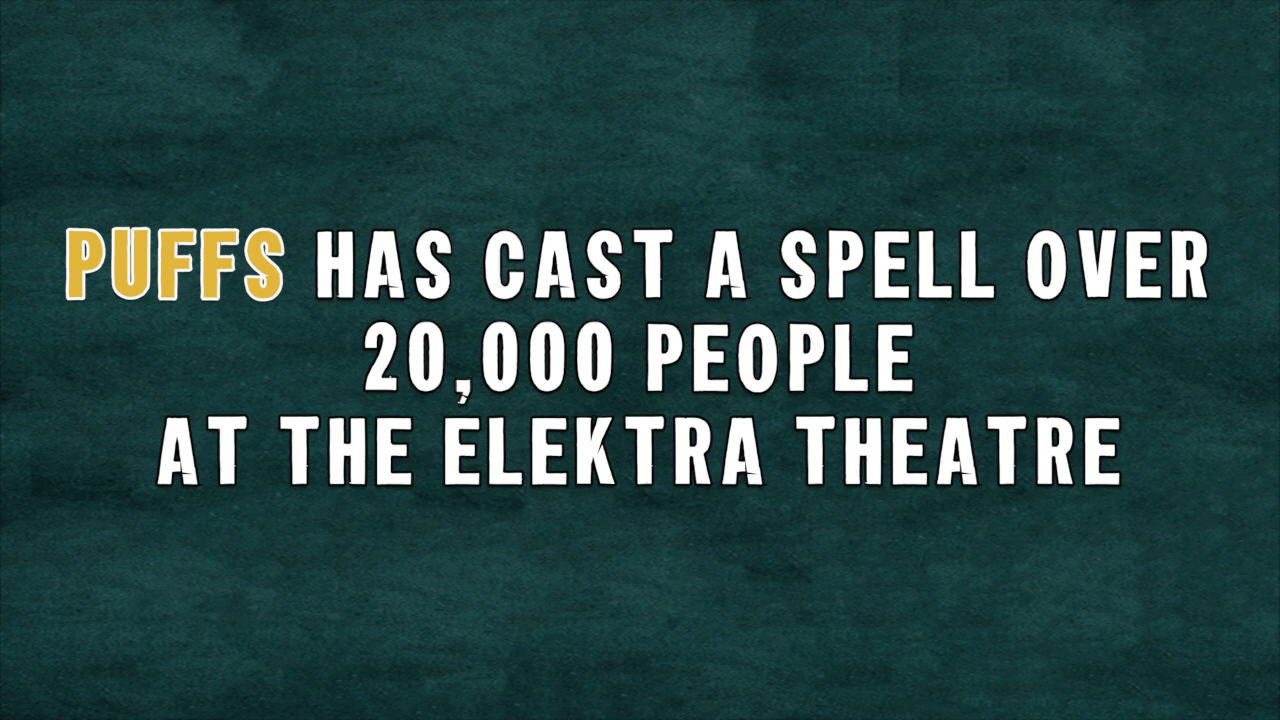 PUFFS HAS CAST A SPELL OVER
20,000 PEOPLE
AT THE ELEKTRA THEATRE